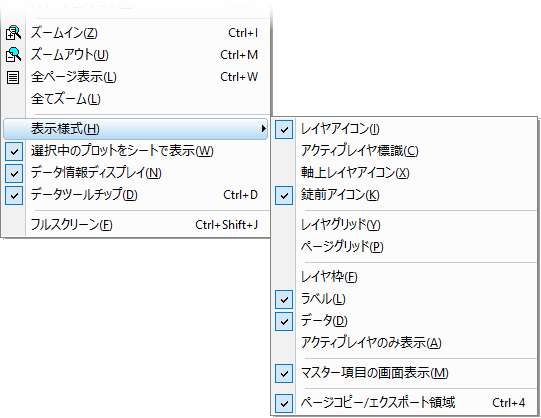 ズームイン(Z) Ctrl+I
ズームアウト(U) Ctrl+M
全ページ表示(L) Ctrl+W
全てズーム(L)
表示様式(H)
選択中のプロットをシートで表示(W)
データ情報ディスプレイ(N)
データツールチップ(D) Ctrl+D
フルスクリーン(F) Ctrl+Shift+J
レイヤアイコン(I)
アクティブレイヤ標識(C)
軸上レイヤアイコン(X)
錠前アイコン(K)
レイヤグリッド(Y)
ページグリッド(P)
レイヤ枠(F)
ラベル(L)
データ(D)
アクティブレイヤのみ表示(A)
マスター項目の画面表示(M)
ページコピー/エクスポート領域 Ctrl+4